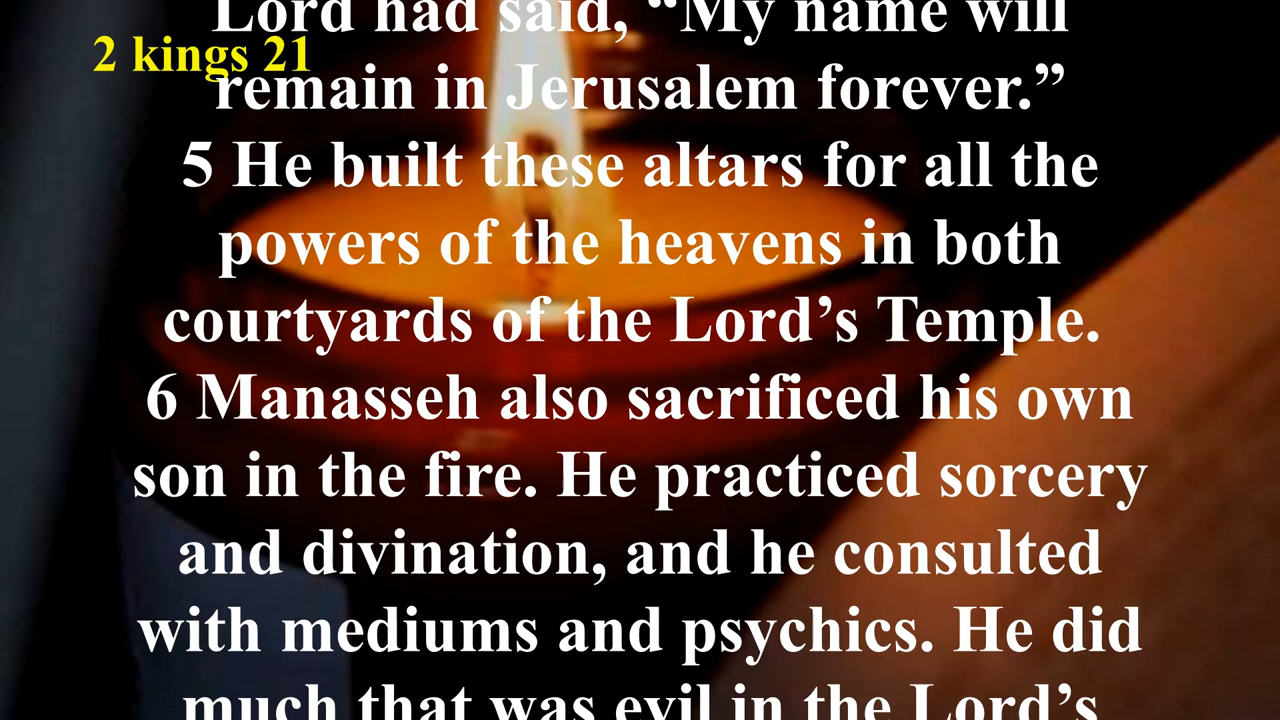 Lord had said, “My name will
2 kings 21
remain in Jerusalem forever.”
5 He built these altars for all the
powers of the heavens in both
courtyards of the Lord’s Temple.
6 Manasseh also sacrificed his own
son in the fire. He practiced sorcery
and divination, and he consulted
with mediums and psychics. He did
much that was evil in the Lord’s